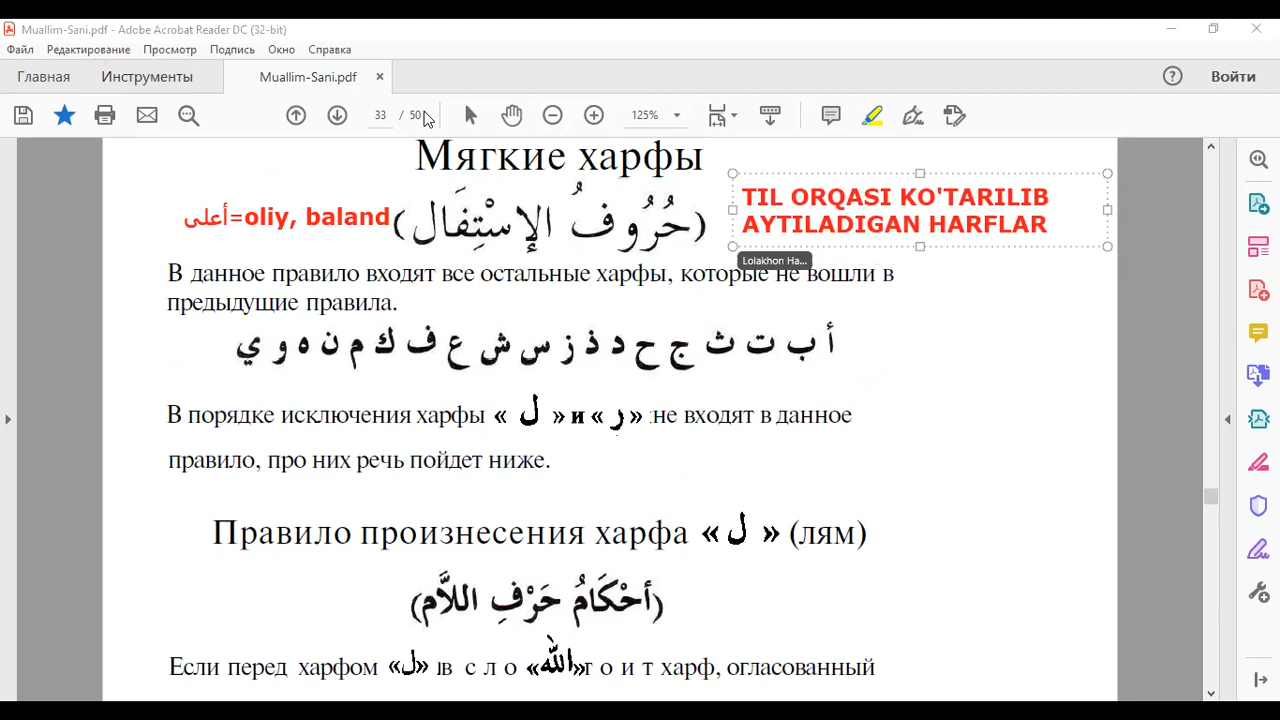 Muallim-Sani.pdf - Adobe Acrobat Reader DC (32-bit)
Файл Редактирование Просмотр Подпись Окно Справка
Главная Инструменты Muallim-Sani.pdf × Войти
33 / 50 125%
Мягкие харфы
TIL ORQASI KO'TARILIB
AYTILADIGAN HARFLAR
أعلى=oliy, baland
(حُرُوفُ الإِسْتِفَال)
Lolakhon Ha...
В данное правило входят все остальные харфы, которые не вошли в
предыдущие правила.
أ ب ت ث ج ح د ذ ز س ش ع ف ك م ن ه و ي
В порядке исключения харфы « ل » и « ر » не входят в данное
правило, про них речь пойдет ниже.
Правило произнесения харфа « ل » (лям)
(أحْكَامُ حَرْفِ اللاَّم)
Если перед харфом «ل» в с л о «الله» т о и т харф, огласованный